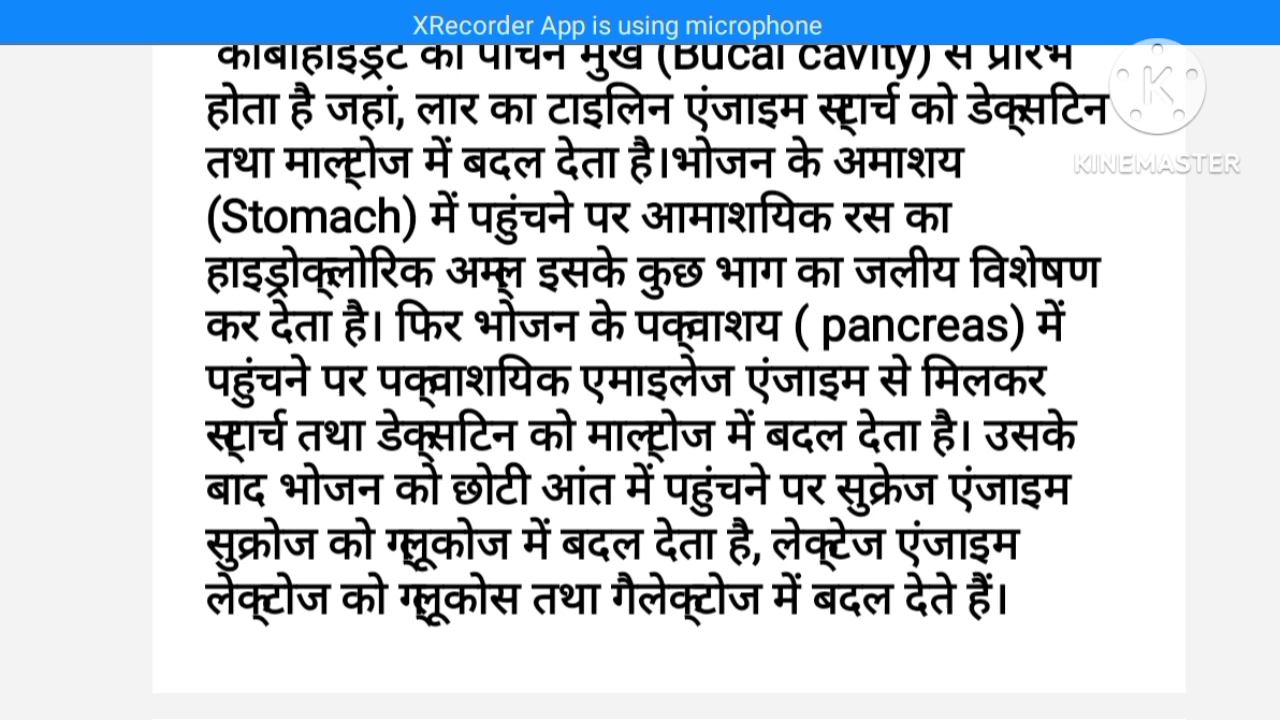 XRecorder App is using microphone
कार्बोहाइड्रेट का पाचन मुख (Bucal cavity) से प्रारंभ
होता है जहां, लार का टाइलिन एंजाइम स्टार्च को डेक्सटिन
तथा माल्टोज में बदल देता है।भोजन के अमाशय
(Stomach) में पहुंचने पर आमाशयिक रस का
हाइड्रोक्लोरिक अम्ल इसके कुछ भाग का जलीय विशेषण
कर देता है। फिर भोजन के पक्वाशय ( pancreas) में
पहुंचने पर पक्वाशयिक एमाइलेज एंजाइम से मिलकर
स्टार्च तथा डेक्सटिन को माल्टोज में बदल देता है। उसके
बाद भोजन को छोटी आंत में पहुंचने पर सुक्रेज एंजाइम
सुक्रोज को ग्लूकोज में बदल देता है, लेक्टेज एंजाइम
लेक्टोज को ग्लूकोस तथा गैलेक्टोज में बदल देते हैं।
K
KINEMASTER